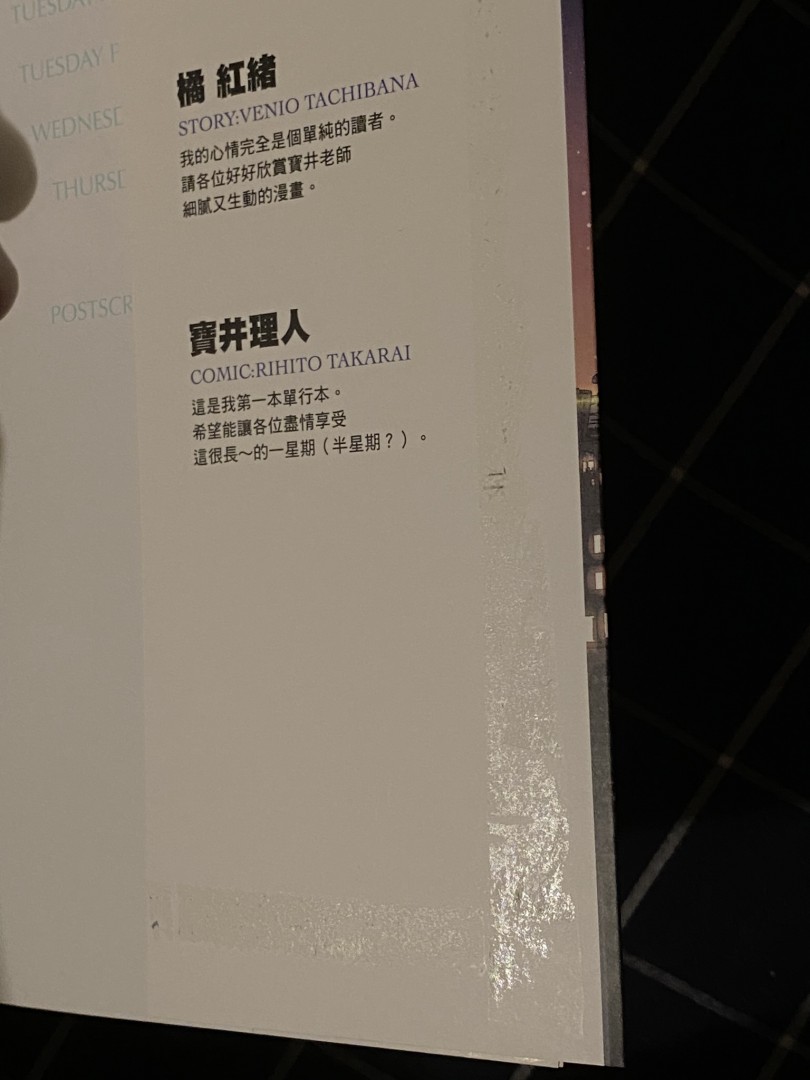 TUESDAY
TUESDAY F
WEDNESD
THURSD
POSTSCR
橘 紅緒
STORY:VENIO TACHIBANA
我的心情完全是個單純的讀者。
請各位好好欣賞寶井老師
細膩又生動的漫畫。
寶井理人
COMIC:RIHITO TAKARAI
這是我第一本單行本。
希望能讓各位盡情享受
這很長～的一星期（半星期？）。